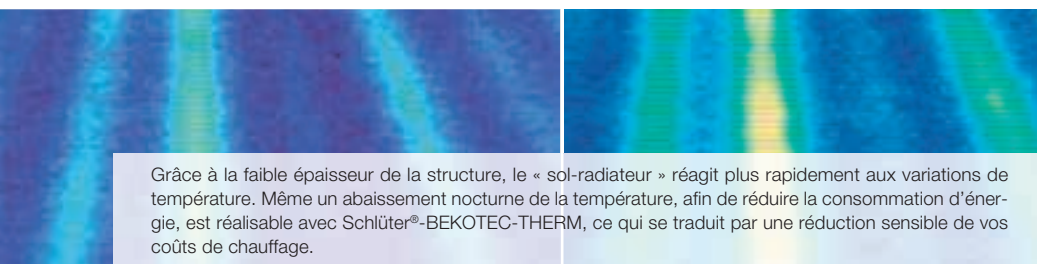 Grâce à la faible épaisseur de la structure, le « sol-radiateur » réagit plus rapidement aux variations de
température. Même un abaissement nocturne de la température, afin de réduire la consommation d’éner-
gie, est réalisable avec Schlüter®-BEKOTEC-THERM, ce qui se traduit par une réduction sensible de vos
coûts de chauffage.